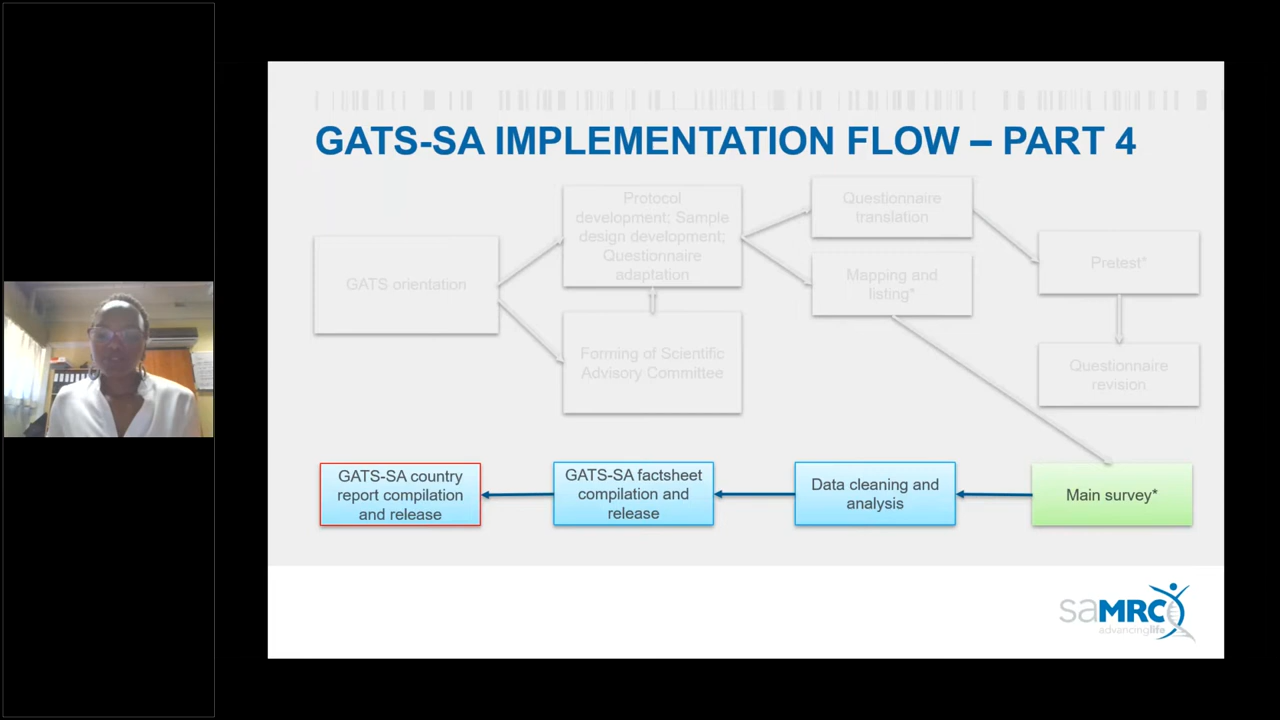 GATS-SA IMPLEMENTATION FLOW – PART 4
GATS orientation
Protocol
development; Sample
design development;
Questionnaire
adaptation
Forming of Scientific
Advisory Committee
Questionnaire
translation
Mapping and
listing*
Pretest*
Questionnaire
revision
GATS-SA country
report compilation
and release
GATS-SA factsheet
compilation and
release
Data cleaning and
analysis
Main survey*
saMRC
advancinglife